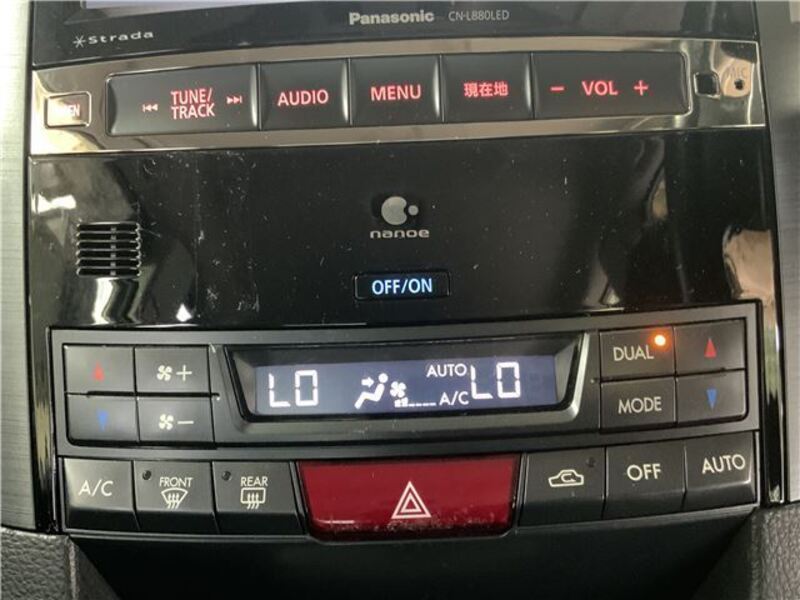 Panasonic CN-L880LED
Strada
TUNE/
TRACK
AUDIO
MENU
現在地
− VOL +
nanoe
OFF/ON
LO
AUTO
A/C
LO
DUAL
MODE
A/C
FRONT
REAR
OFF
AUTO